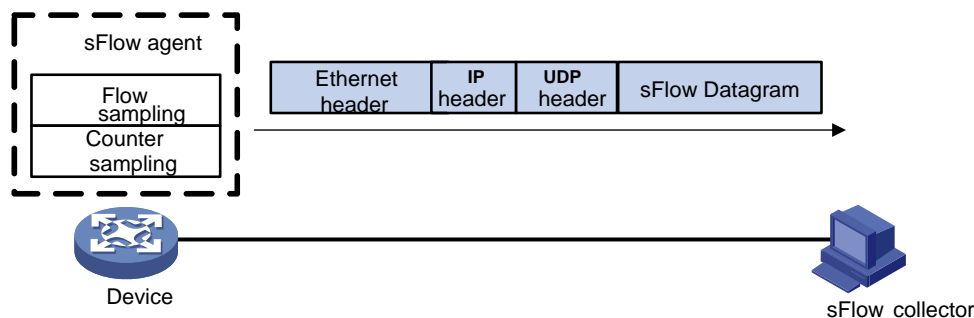 sFlow agent
Flow
sampling
Counter
sampling
Ethernet
header
IP
header
UDP
header
sFlow Datagram
Device
sFlow collector